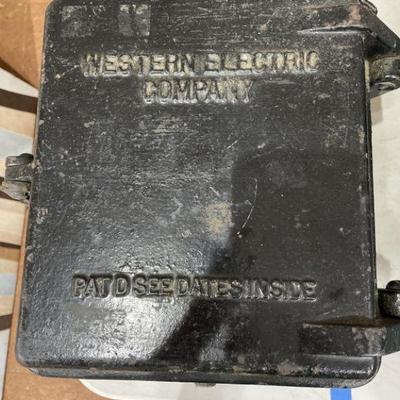 WESTERN ELECTRIC
COMPANY
PAT'D SEE DATES INSIDE